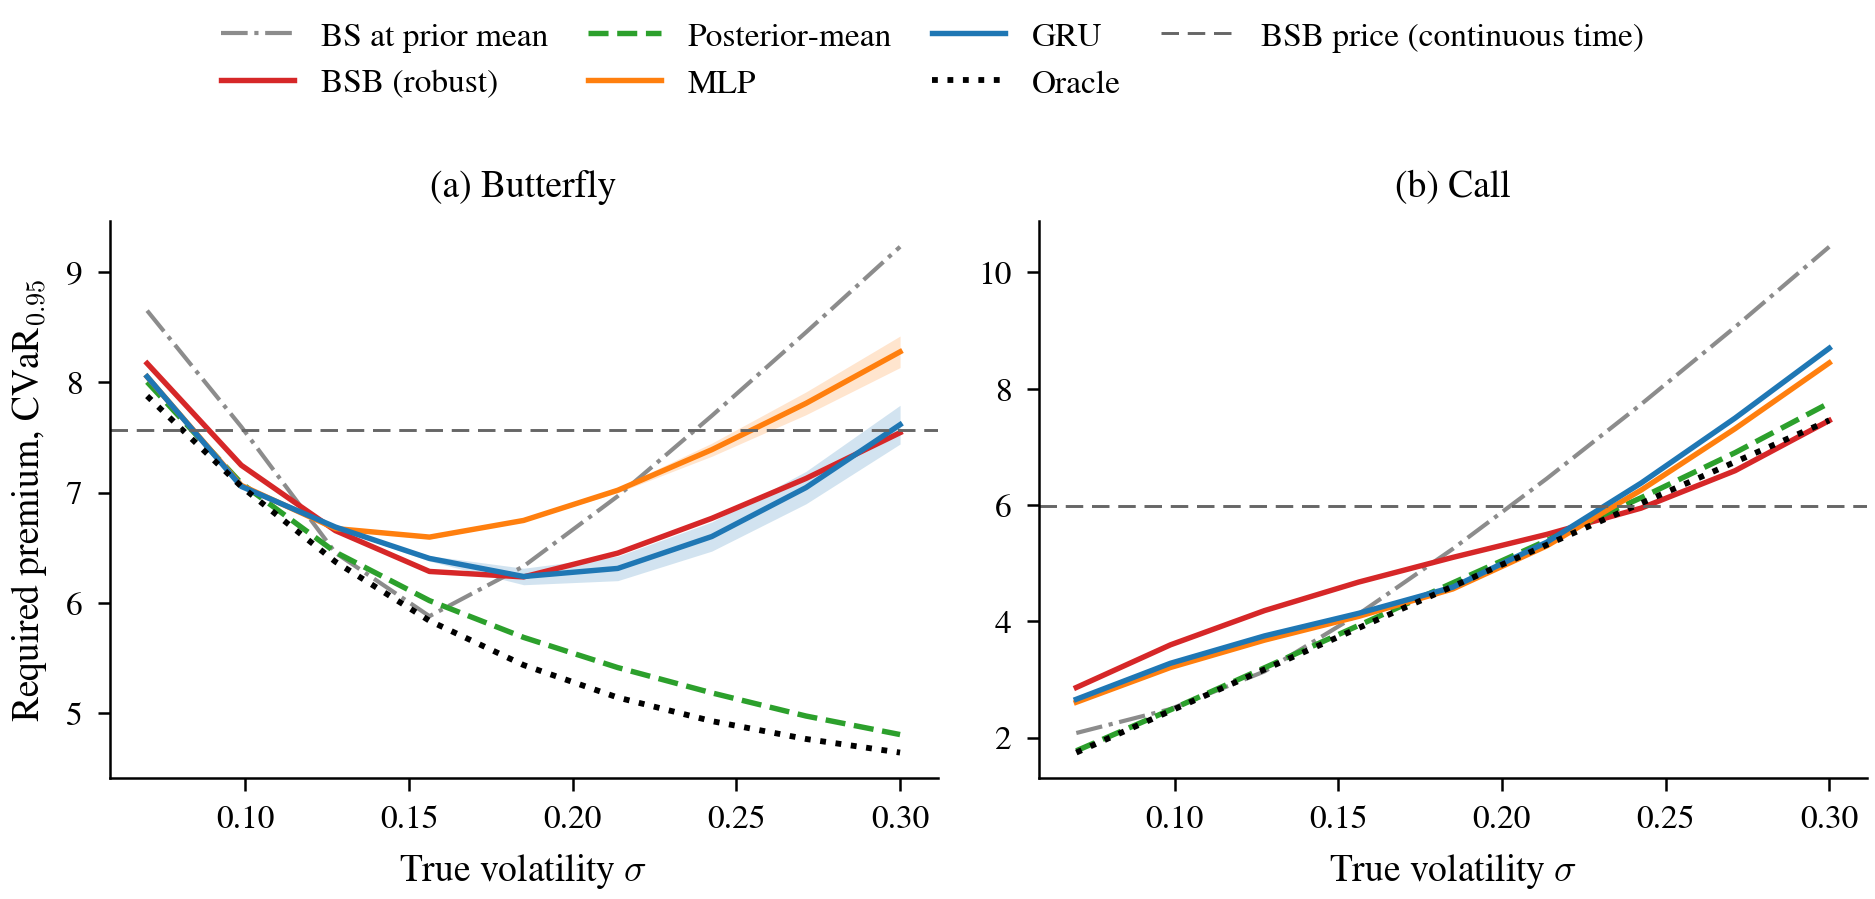 BS at prior mean
Posterior-mean
GRU
BSB price (continuous time)
BSB (robust)
MLP
Oracle
(a) Butterfly
(b) Call
Required premium, CVaR0.95
9
8
7
6
5
0.10
0.15
0.20
0.25
0.30
True volatility σ
10
8
6
4
2
0.10
0.15
0.20
0.25
0.30
True volatility σ